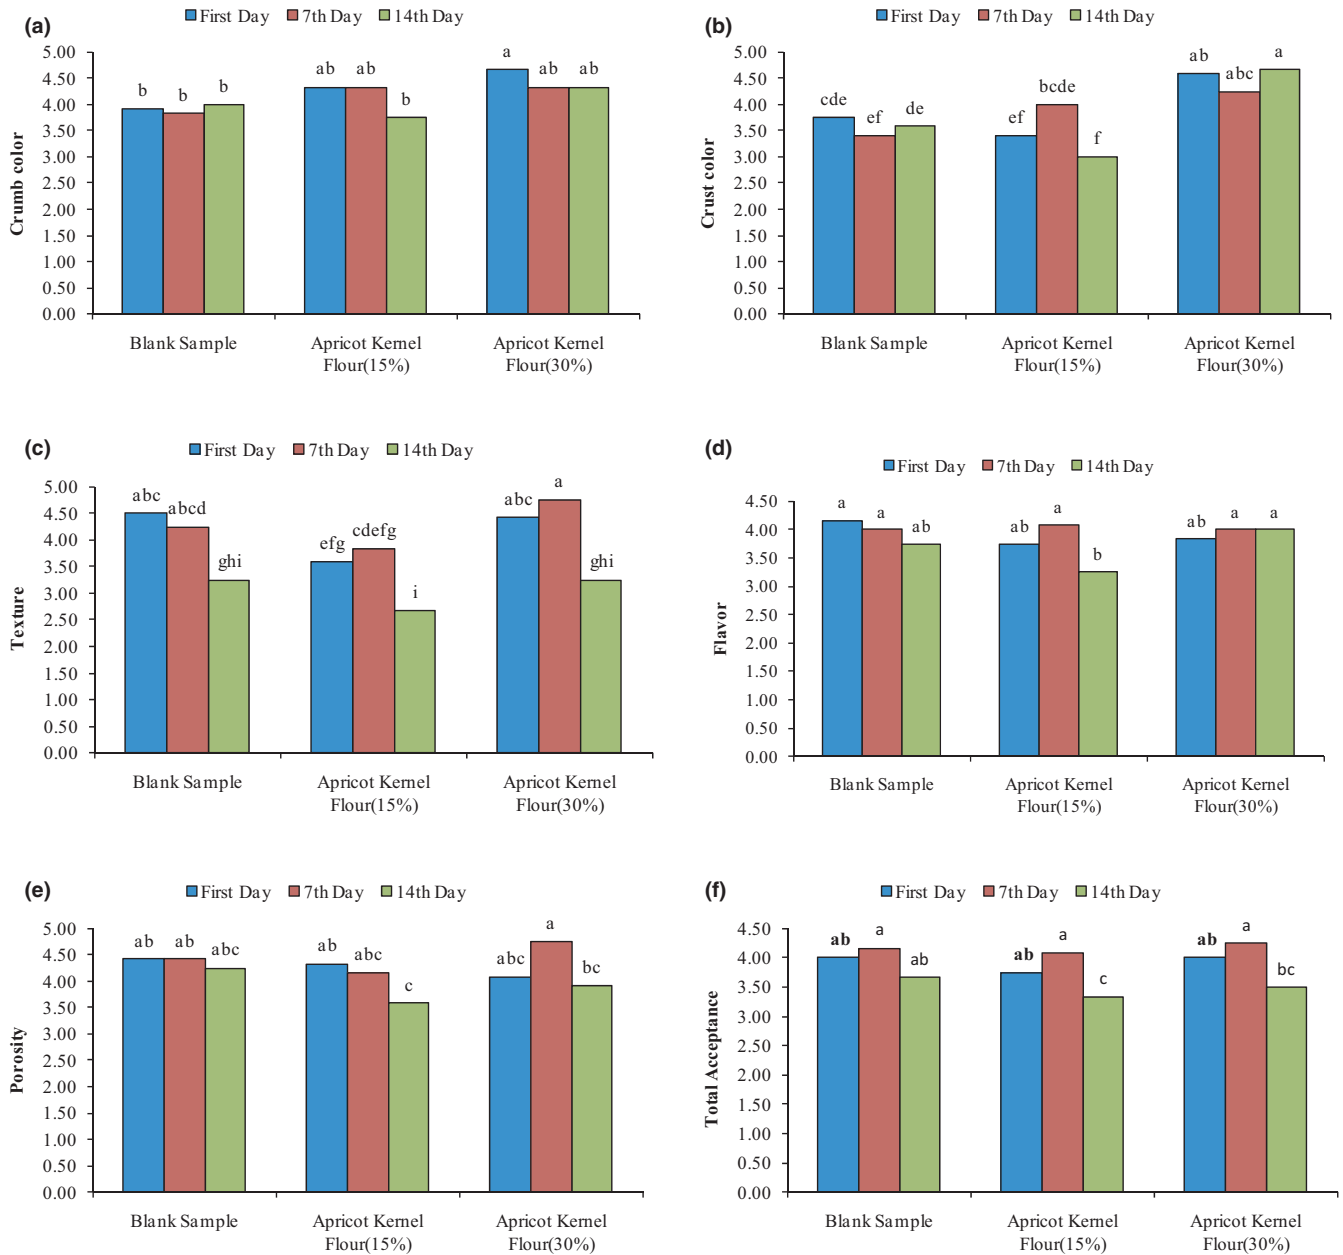 (a)
First Day 7th Day 14th Day
5.00
4.50
4.00
3.50
3.00
2.50
2.00
1.50
1.00
0.50
0.00
Crumb color
b b b ab ab b a ab ab
Blank Sample
Apricot Kernel
Flour(15%)
Apricot Kernel
Flour(30%)
(b)
First Day 7th Day 14th Day
5.00
4.50
4.00
3.50
3.00
2.50
2.00
1.50
1.00
0.50
0.00
Crust color
cde ef de ef bcde f ab abc a
Blank Sample
Apricot Kernel
Flour(15%)
Apricot Kernel
Flour(30%)
(c)
First Day 7th Day 14th Day
5.00
4.50
4.00
3.50
3.00
2.50
2.00
1.50
1.00
0.50
0.00
Texture
abc abcd ghi efg cdefg i abc a ghi
Blank Sample
Apricot Kernel
Flour(15%)
Apricot Kernel
Flour(30%)
(d)
First Day 7th Day 14th Day
4.50
4.00
3.50
3.00
2.50
2.00
1.50
1.00
0.50
0.00
Flavor
a a ab ab a b ab a a
Blank Sample
Apricot Kernel
Flour(15%)
Apricot Kernel
Flour(30%)
(e)
First Day 7th Day 14th Day
5.00
4.50
4.00
3.50
3.00
2.50
2.00
1.50
1.00
0.50
0.00
Porosity
ab ab abc ab abc c abc a bc
Blank Sample
Apricot Kernel
Flour(15%)
Apricot Kernel
Flour(30%)
(f)
First Day 7th Day 14th Day
4.50
4.00
3.50
3.00
2.50
2.00
1.50
1.00
0.50
0.00
Total Acceptance
ab a ab ab a c ab a bc
Blank Sample
Apricot Kernel
Flour(15%)
Apricot Kernel
Flour(30%)